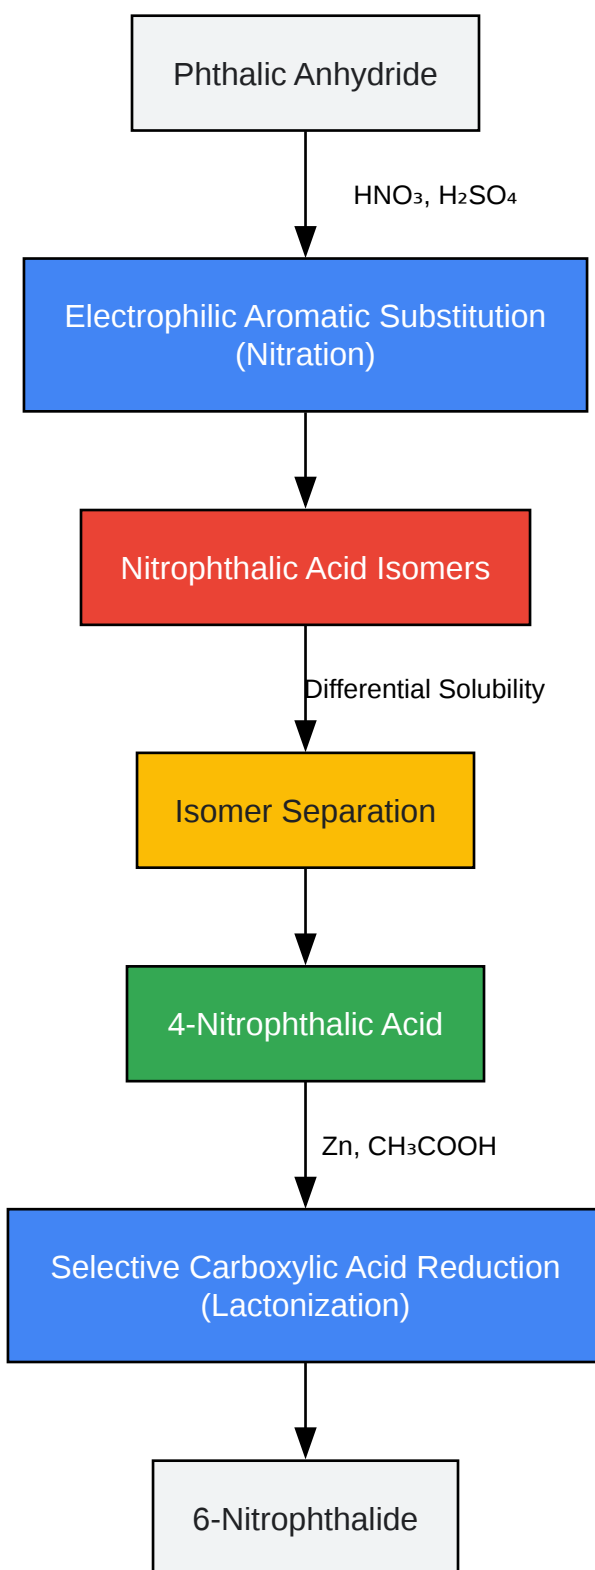 Phthalic Anhydride
HNO₃, H₂SO₄
Electrophilic Aromatic Substitution
(Nitration)
Nitrophthalic Acid Isomers
Differential Solubility
Isomer Separation
4-Nitrophthalic Acid
Zn, CH₃COOH
Selective Carboxylic Acid Reduction
(Lactonization)
6-Nitrophthalide